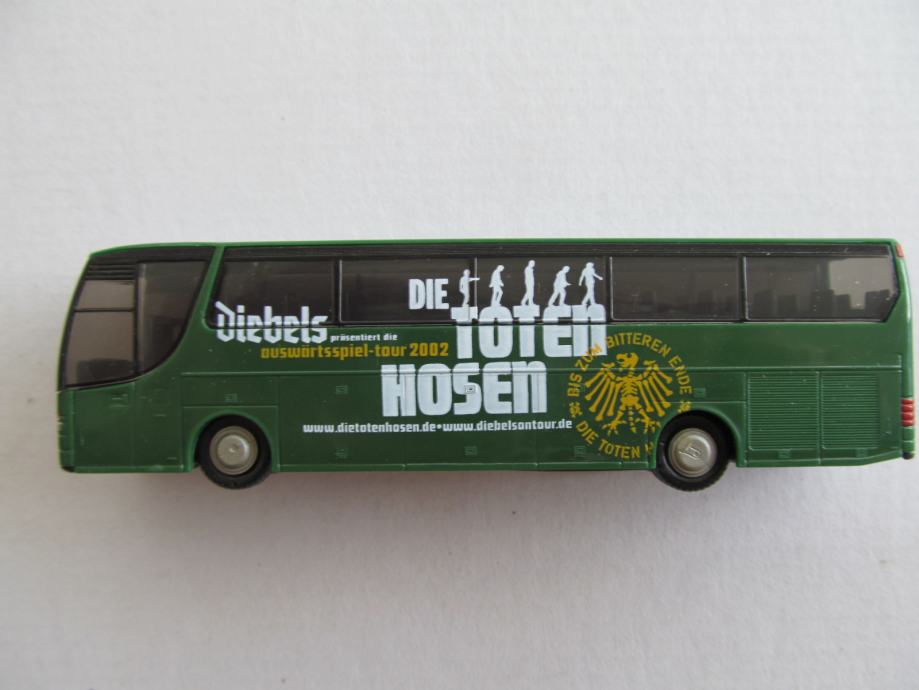 DIE
diebels
präsentiert die
TOTEN
auswärtsspiel-tour 2002
HOSEN
www.dietotenhosen.de•www.diebelsontour.de
BIS ZUM BITTEREN ENDE
DIE TOTEN H